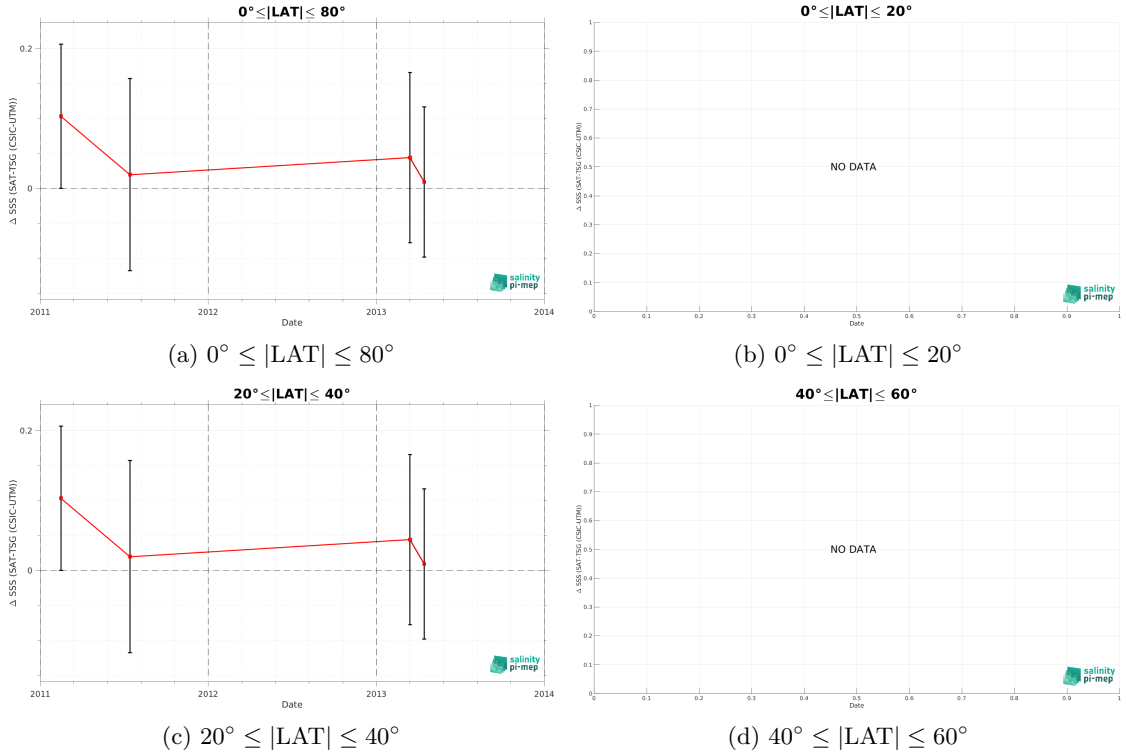 0°≤|LAT|≤ 80°
Δ SSS (SAT-TSG (CSIC-UTM))
0.2
0
2011 2012 2013 2014
Date
salinity
pi-mep
(a) 0° ≤ |LAT| ≤ 80°
0°≤|LAT|≤ 20°
Δ SSS (SAT-TSG (CSIC-UTM))
1
0.9
0.8
0.7
0.6
0.5
0.4
0.3
0.2
0.1
0
NO DATA
0 0.1 0.2 0.3 0.4 0.5 0.6 0.7 0.8 0.9 1
Date
salinity
pi-mep
(b) 0° ≤ |LAT| ≤ 20°
20°≤|LAT|≤ 40°
Δ SSS (SAT-TSG (CSIC-UTM))
0.2
0
2011 2012 2013 2014
Date
salinity
pi-mep
(c) 20° ≤ |LAT| ≤ 40°
40°≤|LAT|≤ 60°
Δ SSS (SAT-TSG (CSIC-UTM))
1
0.9
0.8
0.7
0.6
0.5
0.4
0.3
0.2
0.1
0
NO DATA
0 0.1 0.2 0.3 0.4 0.5 0.6 0.7 0.8 0.9 1
Date
salinity
pi-mep
(d) 40° ≤ |LAT| ≤ 60°